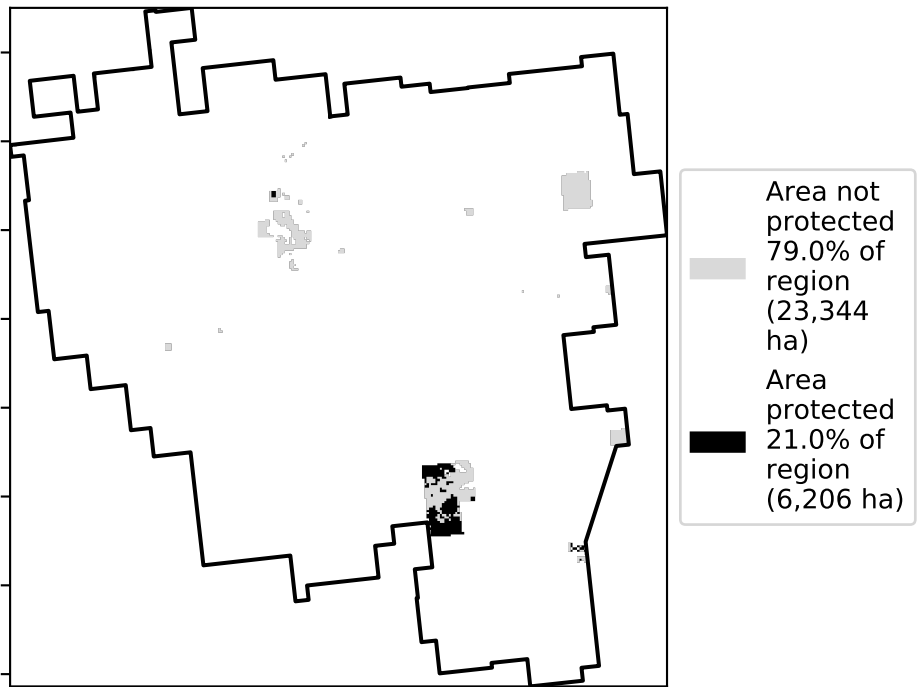 Area not
protected
79.0% of
region
(23,344
ha)
Area
protected
21.0% of
region
(6,206 ha)